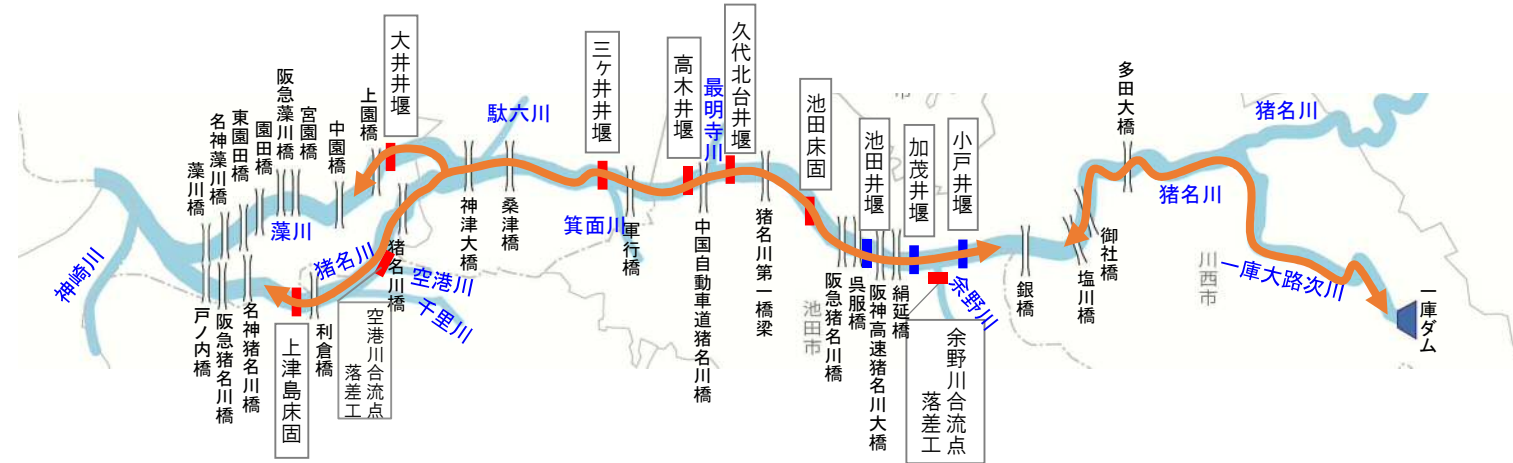 藻川橋
名神藻川橋
東園田橋
園田橋
阪急藻川橋
宮園橋
中園橋
上園橋
大井井堰
駄六川
三ヶ井井堰
高木井堰
最明寺川
久代北台井堰
池田床固
池田井堰
加茂井堰
小戸井堰
市
多田大橋
猪名川
猪名川
神崎川
藻川
猪名川
猪名川橋
空港川
千里川
神津大橋
桑津橋
箕面川
軍行橋
中国自動車道猪名川橋
猪名川第一橋梁
池田市
阪急猪名川橋
呉服橋
阪神高速猪名川大橋
絹延橋
余野川
銀橋
塩川橋
御社橋
川西市
一庫大路次川
一庫ダム
戸ノ内橋
阪急猪名川橋
名神猪名川橋
上津島床固
利倉橋
空港川合流点
落差工
余野川合流点
落差工